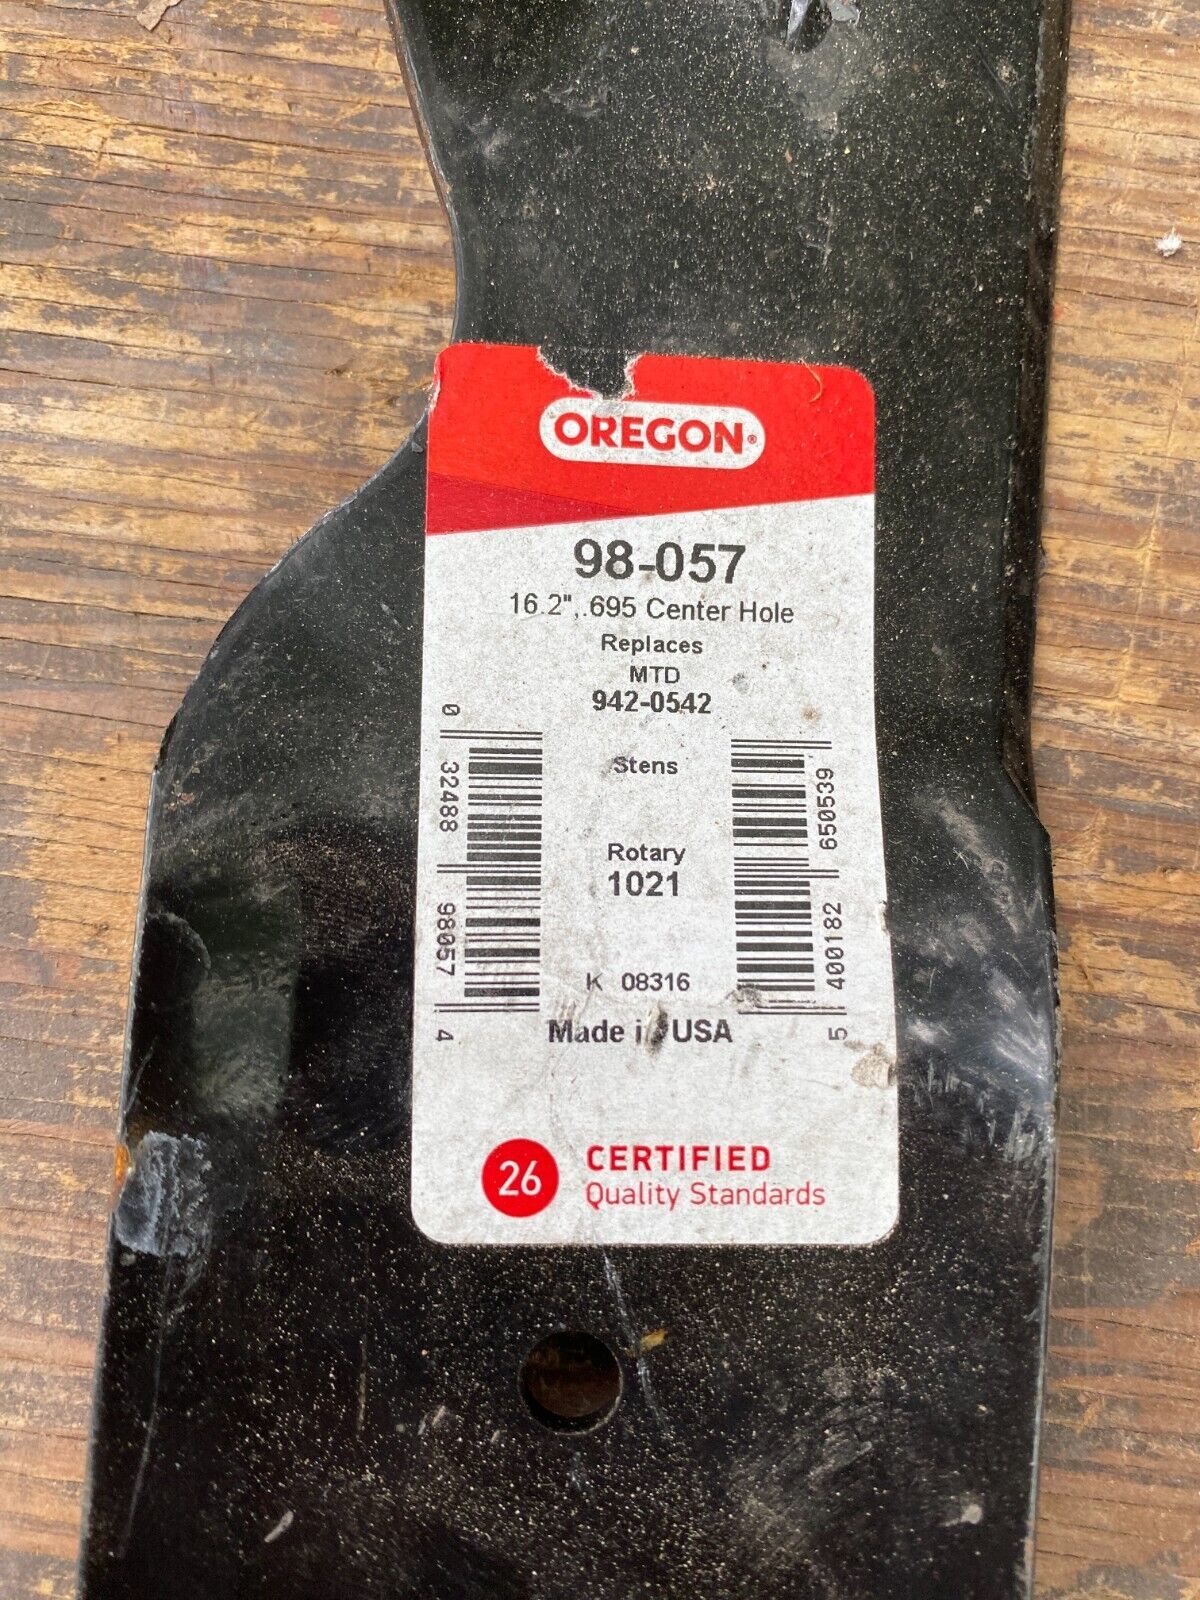 OREGON®
98-057
16.2", .695 Center Hole
Replaces
MTD
942-0542
Stens
Rotary
1021
K 08316
Made in USA
0 32488 98057 4
5 400182 650539
26 CERTIFIED
Quality Standards